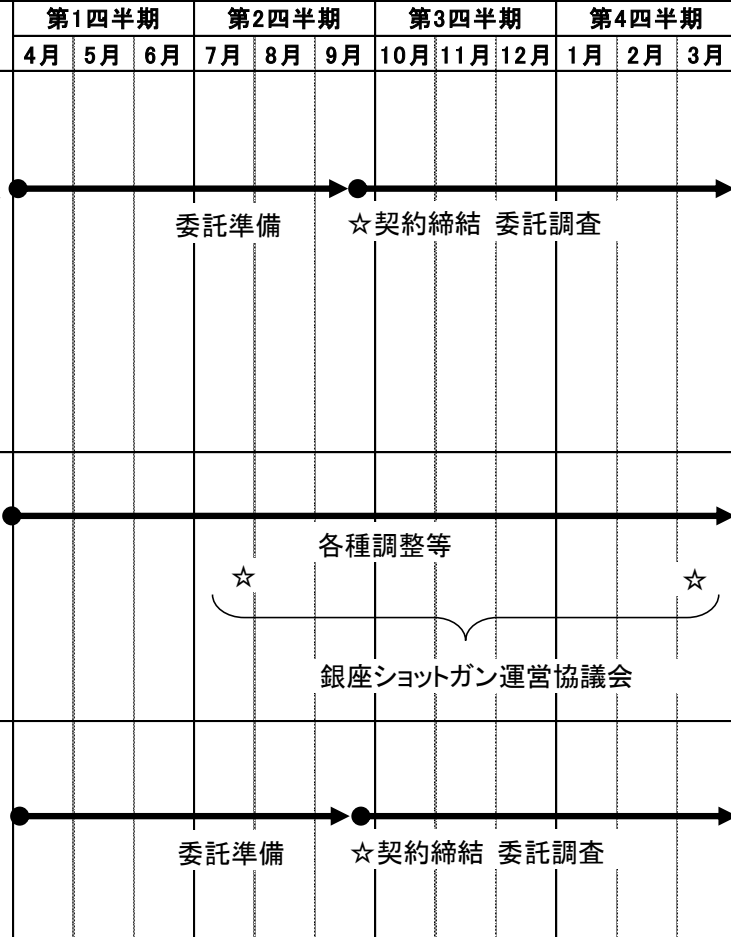 第1四半期 第2四半期 第3四半期 第4四半期
4月 5月 6月 7月 8月 9月 10月 11月 12月 1月 2月 3月
委託準備 ☆契約締結 委託調査
各種調整等
☆ ☆
銀座ショットガン運営協議会
委託準備 ☆契約締結 委託調査